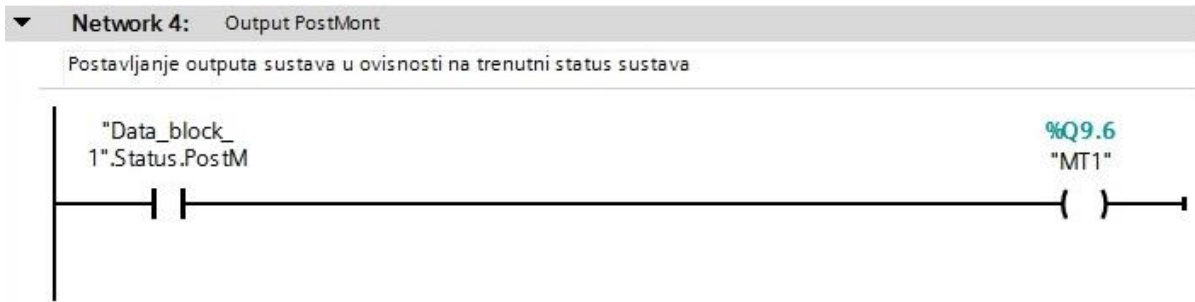 Network 4: Output PostMont
Postavljanje outputa sustava u ovisnosti na trenutni status sustava
"Data_block_
1".Status.PostM
%Q9.6
"MT1"